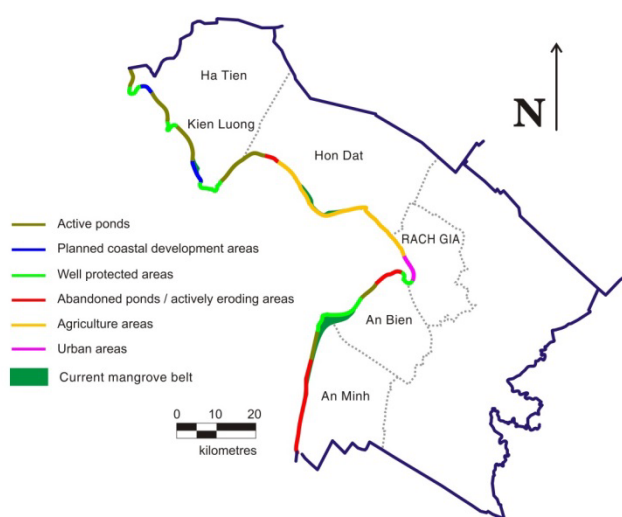 Ha Tien
N
Kien Luong
Hon Dat
Active ponds
Planned coastal development areas
Well protected areas
Abandoned ponds / actively eroding areas
Agriculture areas
Urban areas
Current mangrove belt
RACH GIA
An Bien
An Minh
0 10 20
kilometres